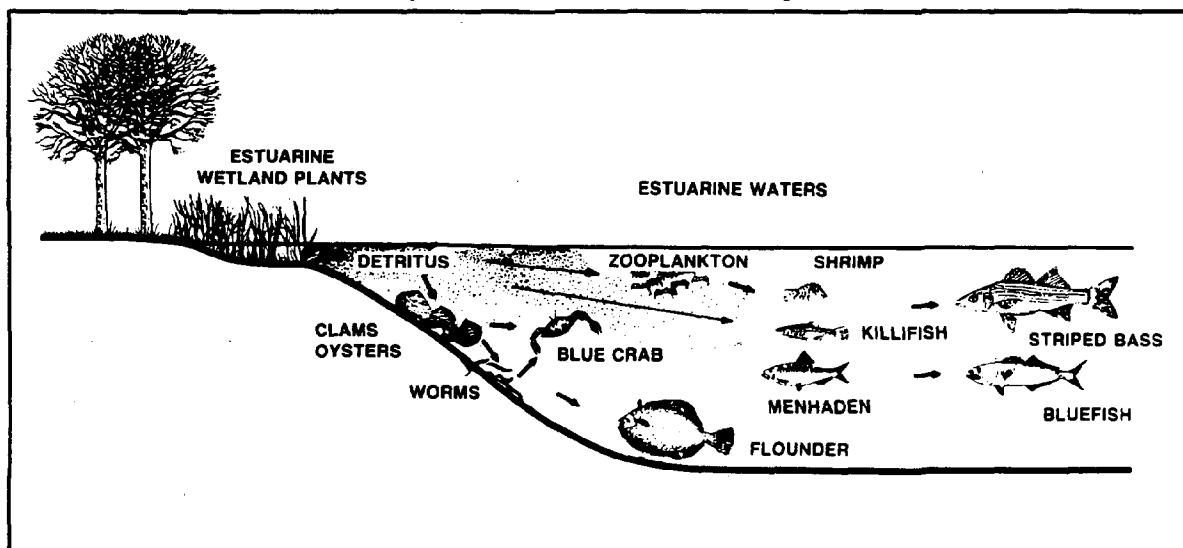 ESTUARINE
WETLAND PLANTS
ESTUARINE WATERS
DETRITUS
ZOOPLANKTON
SHRIMP
CLAMS
OYSTERS
BLUE CRAB
KILLIFISH
STRIPED BASS
WORMS
MENHADEN
BLUEFISH
FLOUNDER